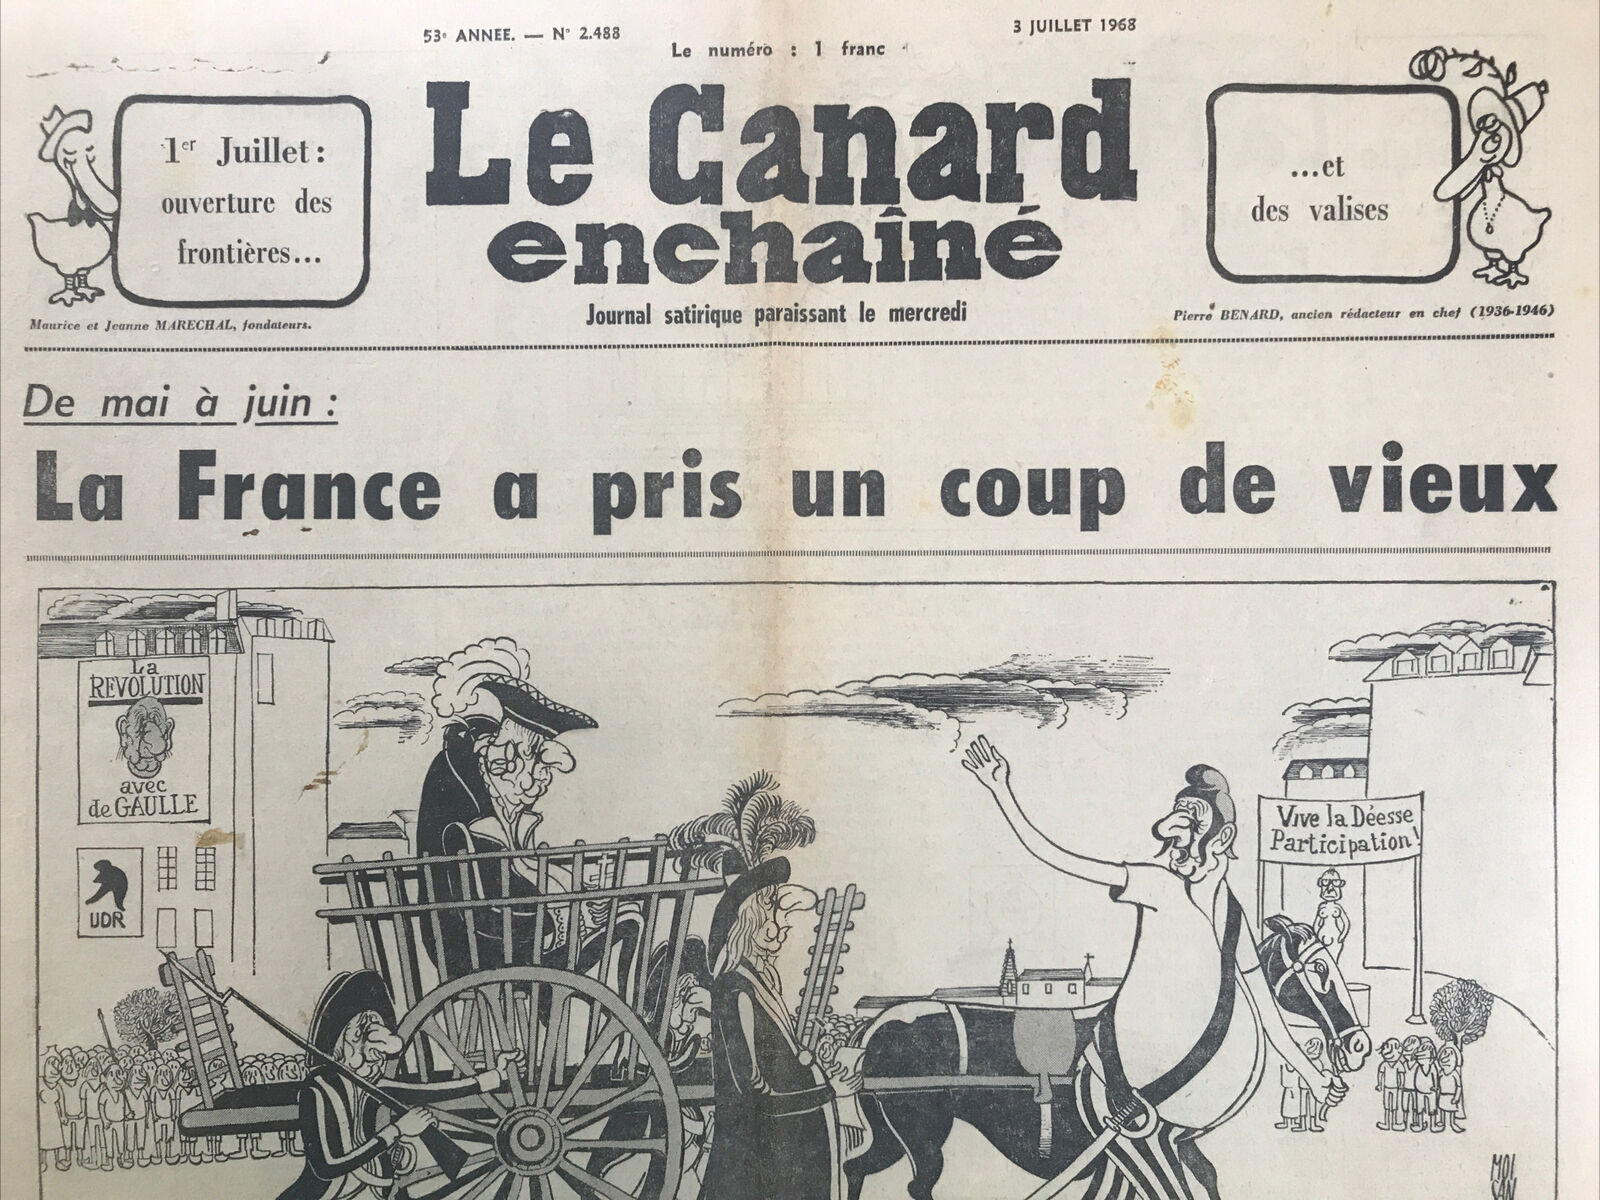 53e ANNEE. — N° 2.488
3 JUILLET 1968
Le numéro : 1 franc
1er Juillet :
ouverture des
frontières...
Le Canard
enchaîné
Journal satirique paraissant le mercredi
...et
des valises
Maurice et Jeanne MARECHAL, fondateurs.
Pierre BENARD, ancien rédacteur en chef (1936-1946)
De mai à juin :
La France a pris un coup de vieux
La
REVOLUTION
avec
de GAULLE
UDR
Vive la Déesse
Participation!
MOI
SAN